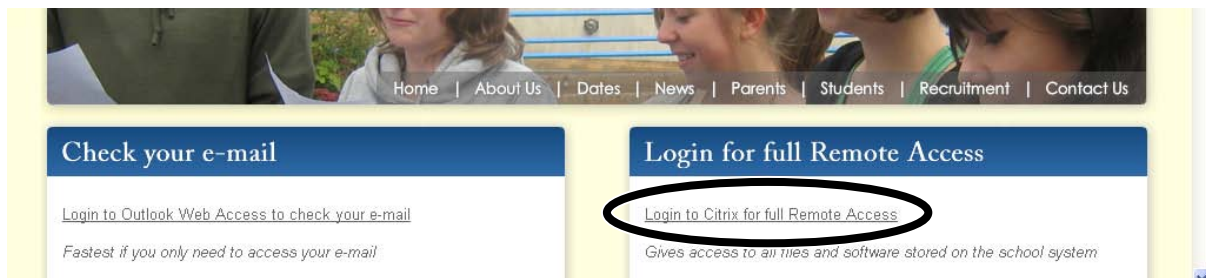 Home | About Us | Dates | News | Parents | Students | Recruitment | Contact Us
Check your e-mail
Login to Outlook Web Access to check your e-mail
Fastest if you only need to access your e-mail
Login for full Remote Access
Login to Citrix for full Remote Access
Gives access to all files and software stored on the school system